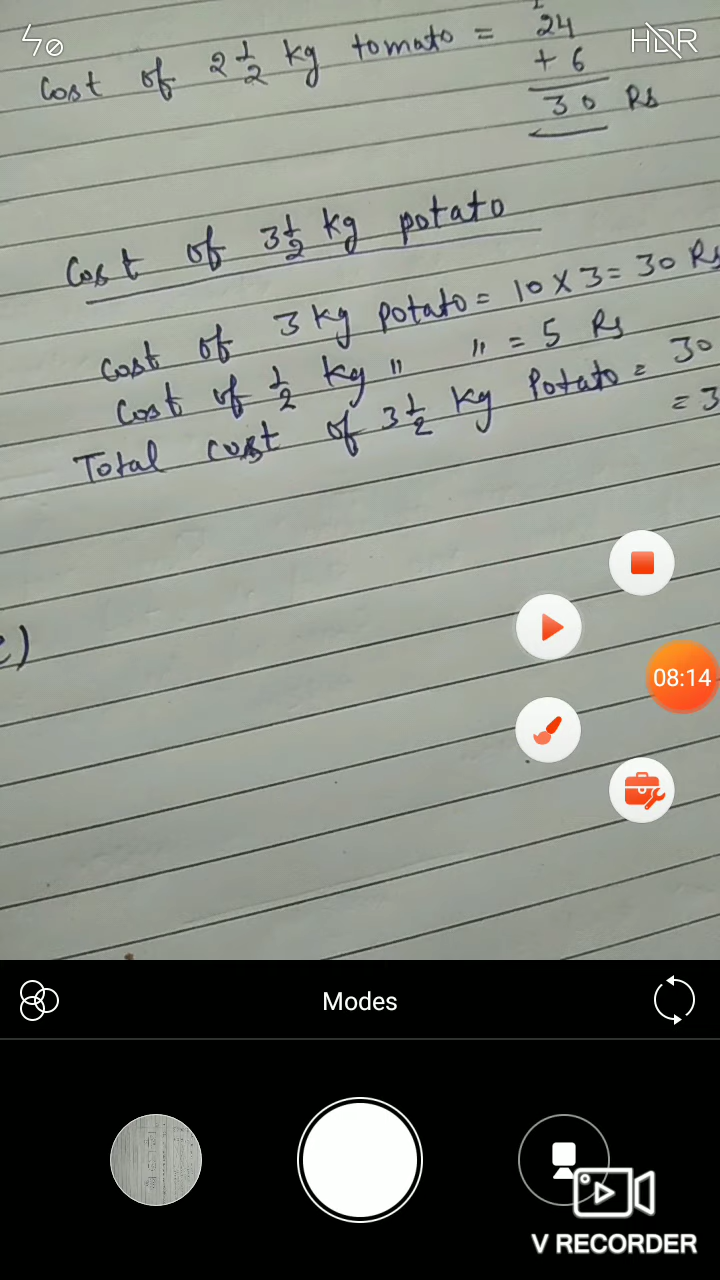 24
HDR
Cost of 2 1/2 kg tomato =
+ 6
30 Rs
Cost of 3 1/2 kg potato
Cost of 3 kg potato = 10 x 3 = 30 Rs
Cost of 1/2 kg " " = 5 Rs
Total cost of 3 1/2 kg Potato = 30
= 3
)
08:14
Modes
V RECORDER